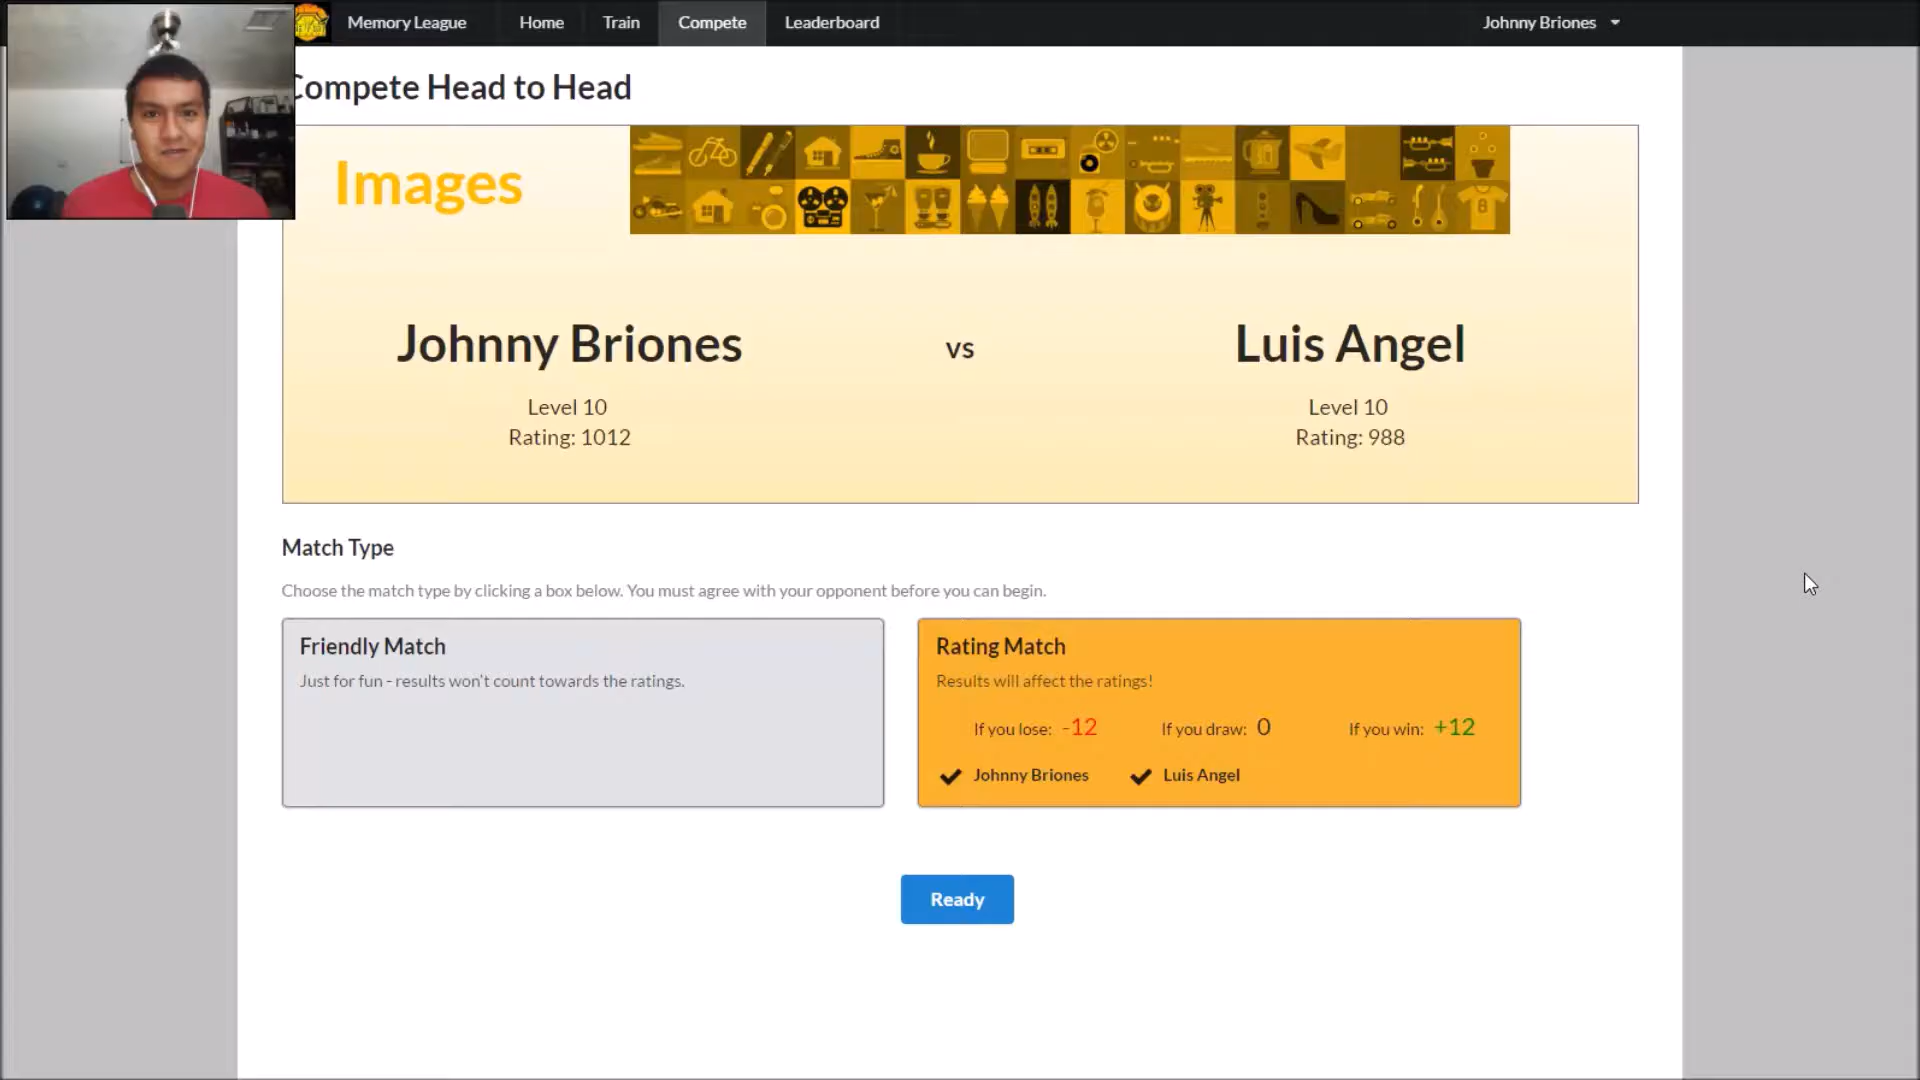 Memory League Home Train Compete Leaderboard Johnny Briones
Compete Head to Head
Images
Johnny Briones vs Luis Angel
Level 10 Level 10
Rating: 1012 Rating: 988
Match Type
Choose the match type by clicking a box below. You must agree with your opponent before you can begin.
Friendly Match
Just for fun - results won't count towards the ratings.
Rating Match
Results will affect the ratings!
If you lose: -12 If you draw: 0 If you win: +12
Johnny Briones Luis Angel
Ready